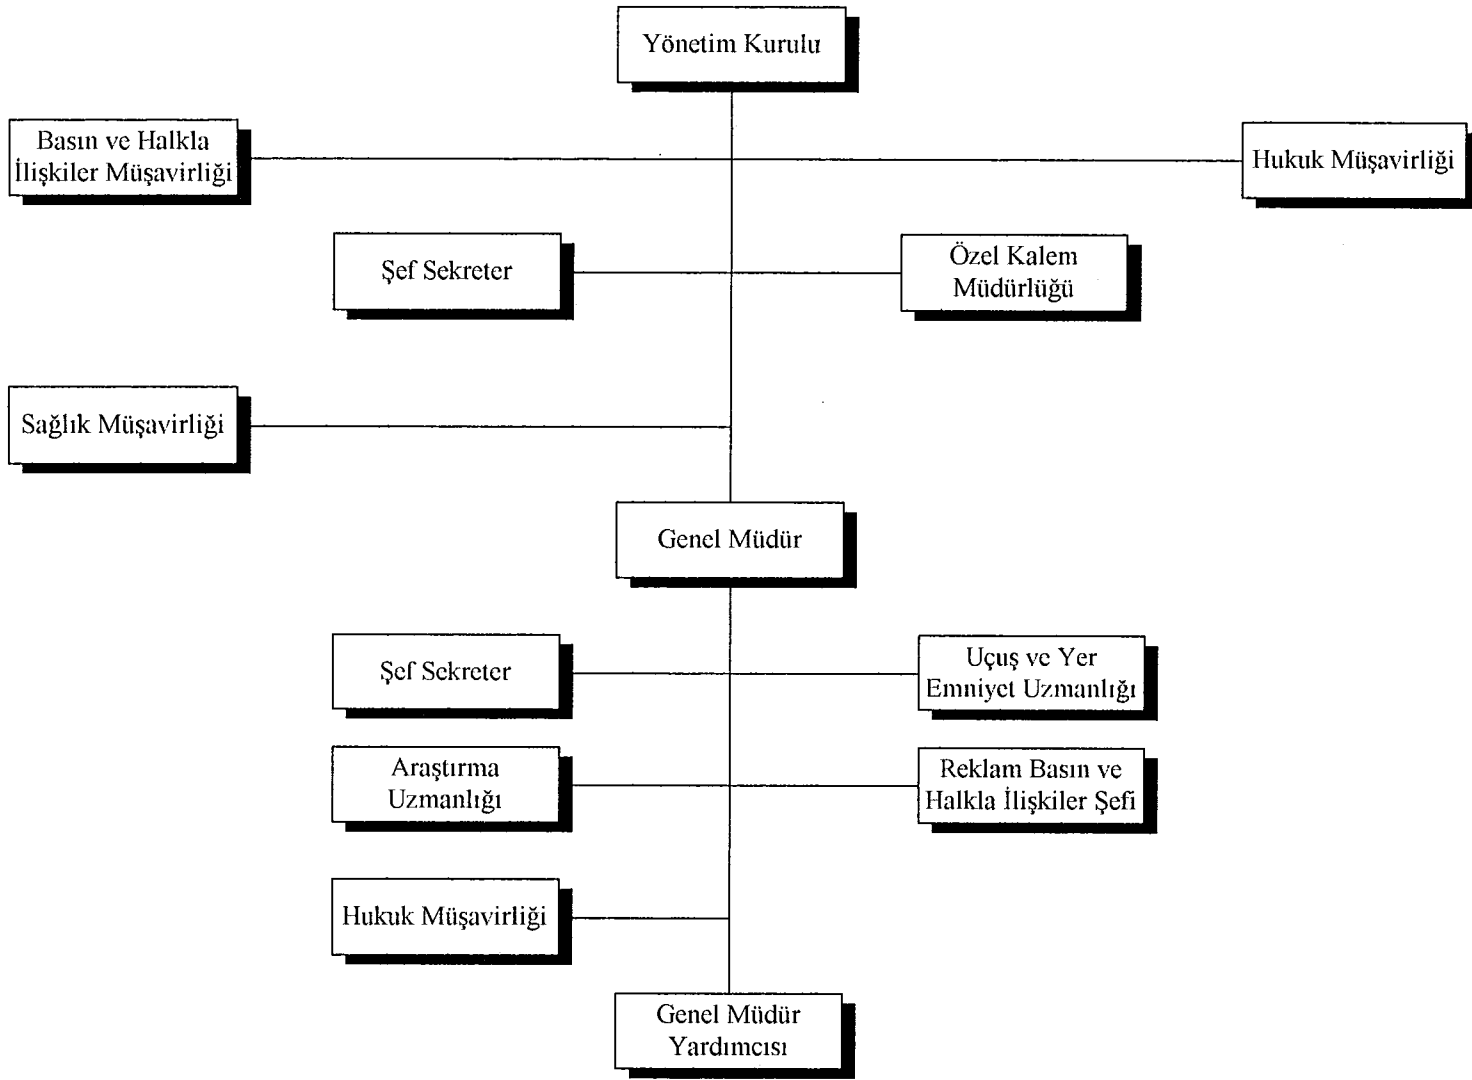 Yönetim Kurulu
Basın ve Halkla
İlişkiler Müşavirliği
Hukuk Müşavirliği
Şef Sekreter
Özel Kalem
Müdürlüğü
Sağlık Müşavirliği
Genel Müdür
Şef Sekreter
Uçuş ve Yer
Emniyet Uzmanlığı
Araştırma
Uzmanlığı
Reklam Basın ve
Halkla İlişkiler Şefi
Hukuk Müşavirliği
Genel Müdür
Yardımcısı